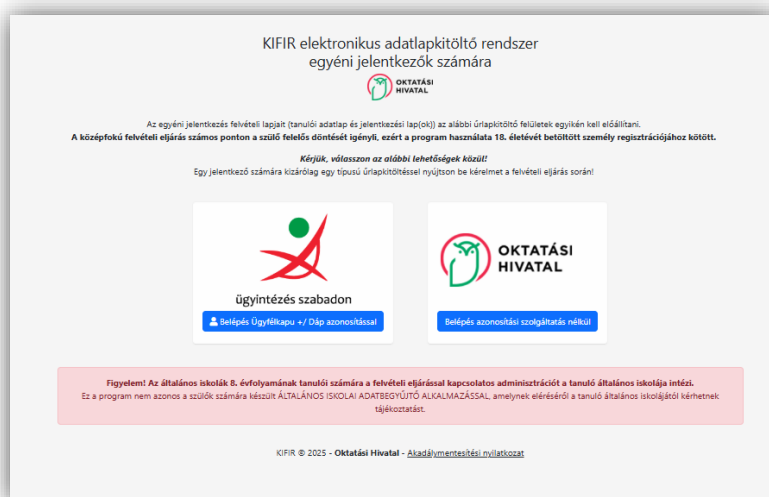 KIFIR elektronikus adatlapkitöltő rendszer
egyéni jelentkezők számára
OKTATÁSI
HIVATAL
Az egyéni jelentkezés felvételi lapjait (tanulói adatlap és jelentkezési lap(ok)) az alábbi űrlapkitöltő felületek egyikén kell előállítani.
A középfokú felvételi eljárás számos ponton a szülő felelős döntését igényli, ezért a program használata 18. életévét betöltött személy regisztrációjához kötött.
Kérjük, válasszon az alábbi lehetőségek közül!
Egy jelentkező számára kizárólag egy típusú űrlapkitöltéssel nyújtson be kérelmet a felvételi eljárás során!
ügyintézés szabadon
Belépés Ügyfélkapu +/ Dáp azonosítással
OKTATÁSI
HIVATAL
Belépés azonosítási szolgáltatás nélkül
Figyelem! Az általános iskolák 8. évfolyamának tanulói számára a felvételi eljárással kapcsolatos adminisztrációt a tanuló általános iskolája intézi.
Ez a program nem azonos a szülők számára készült ÁLTALÁNOS ISKOLAI ADATBEGYŰJTŐ ALKALMAZÁSSAL, amelynek eléréséről a tanuló általános iskolájától kérhetnek
tájékoztatást.
KIFIR © 2025 - Oktatási Hivatal - Akadálymentesítési nyilatkozat